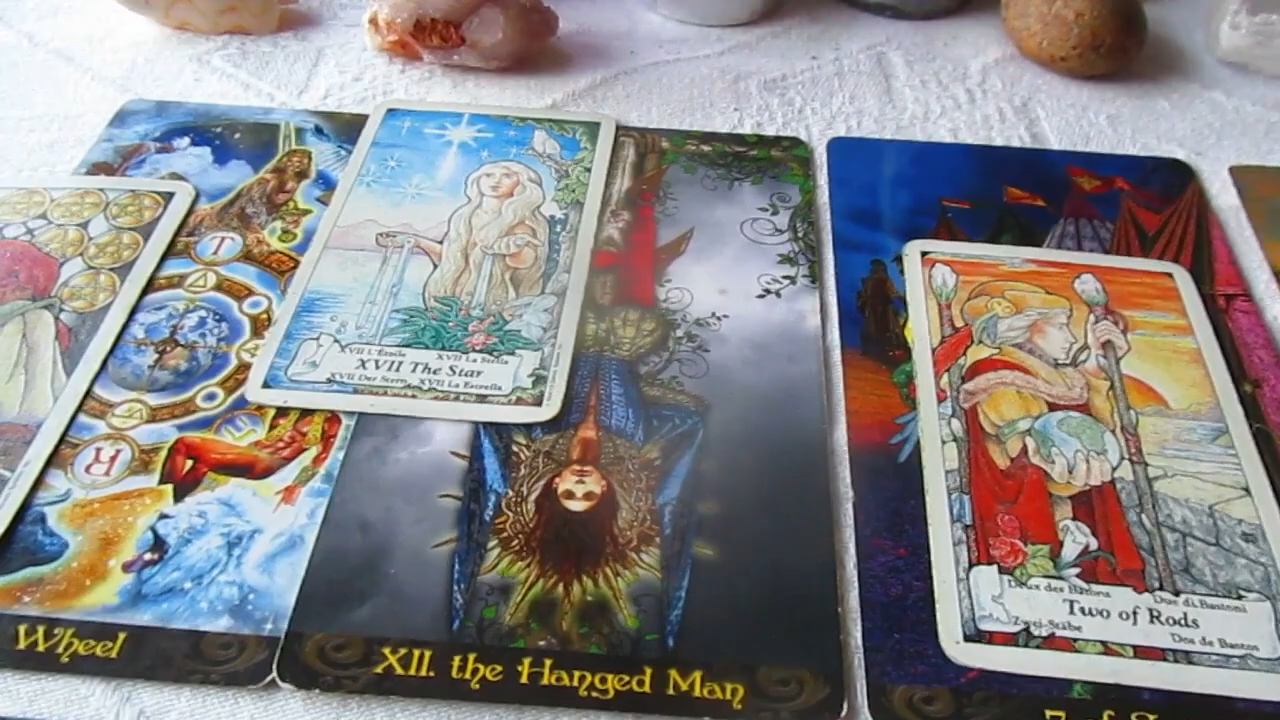 T
R
Wheel
XVII L'Étoile XVII La Stella
XVII The Star
XVII Der Stern XVII La Estrella
XII. the Hanged Man
Deux des Bâtons Due di Bastoni
Two of Rods
Zwei-Stäbe Dos de Bastos